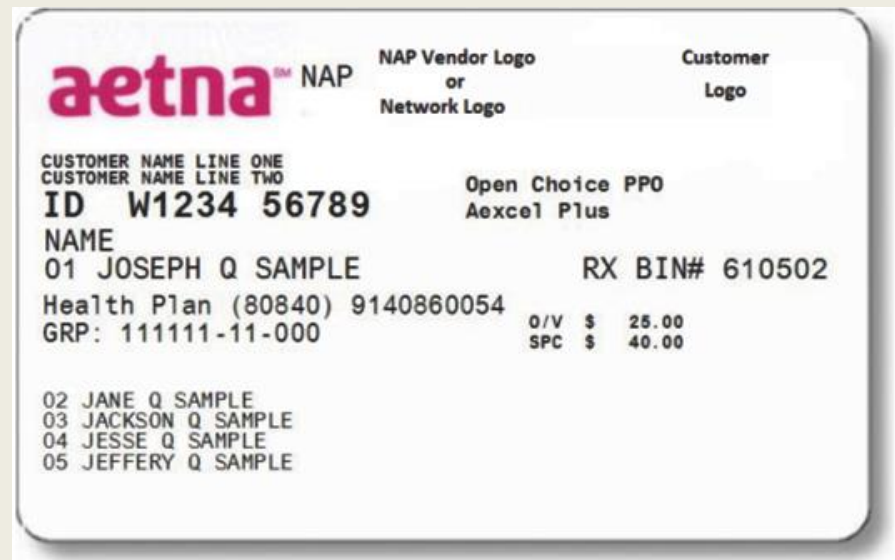 aetna℠ NAP
NAP Vendor Logo
or
Network Logo
Customer
Logo
CUSTOMER NAME LINE ONE
CUSTOMER NAME LINE TWO
ID W1234 56789
Open Choice PPO
Aexcel Plus
NAME
01 JOSEPH Q SAMPLE
RX BIN# 610502
Health Plan (80840) 9140860054
GRP: 111111-11-000
O/V $ 25.00
SPC $ 40.00
02 JANE Q SAMPLE
03 JACKSON Q SAMPLE
04 JESSE Q SAMPLE
05 JEFFERY Q SAMPLE